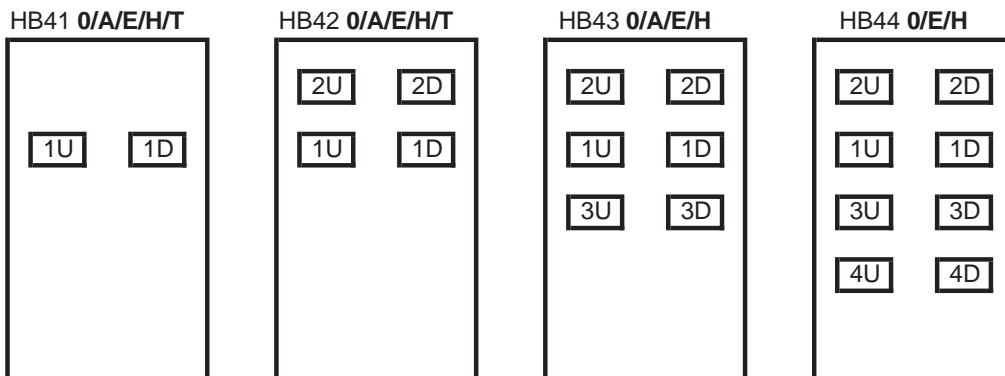 HB41 0/A/E/H/T HB42 0/A/E/H/T HB43 0/A/E/H HB44 0/E/H
2U 2D 2U 2D 2U 2D
1U 1D 1U 1D 1U 1D 1U 1D
3U 3D 3U 3D
4U 4D